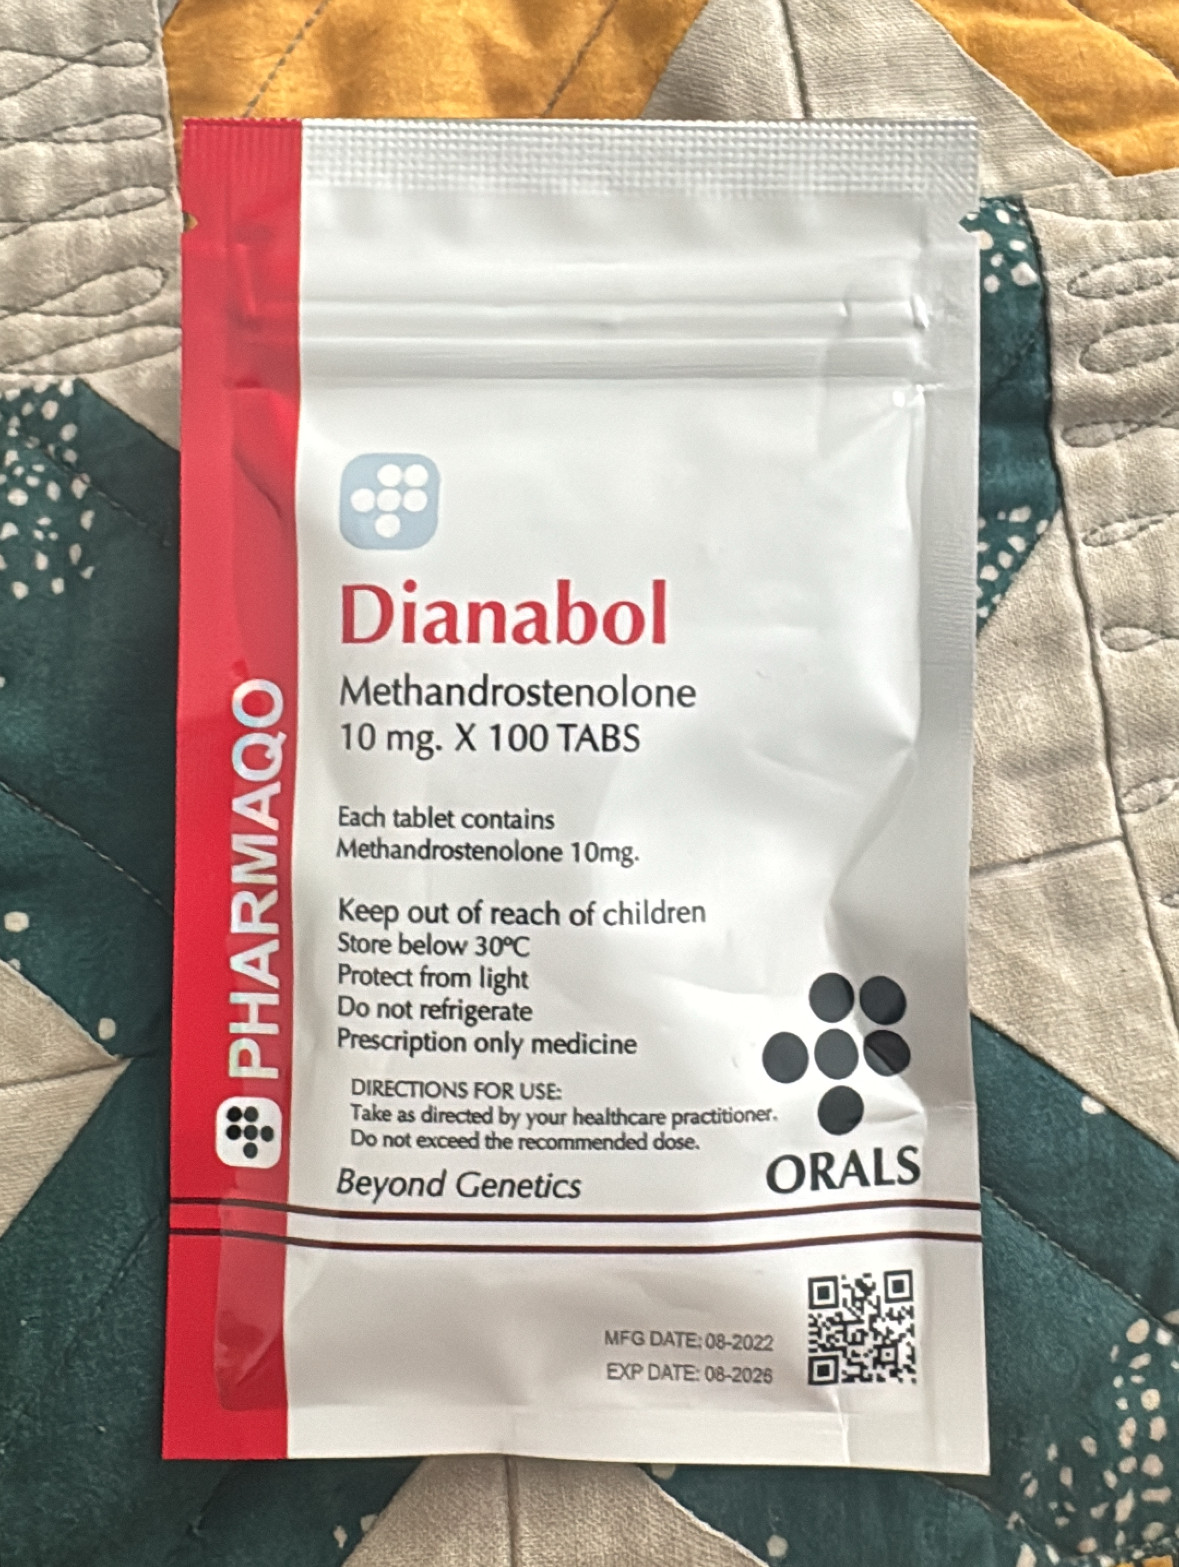 PHARMAQO
Dianabol
Methandrostenolone
10 mg. X 100 TABS
Each tablet contains
Methandrostenolone 10mg.
Keep out of reach of children
Store below 30ºC
Protect from light
Do not refrigerate
Prescription only medicine
DIRECTIONS FOR USE:
Take as directed by your healthcare practitioner.
Do not exceed the recommended dose.
Beyond Genetics
ORALS
MFG DATE: 08-2022
EXP DATE: 08-2026